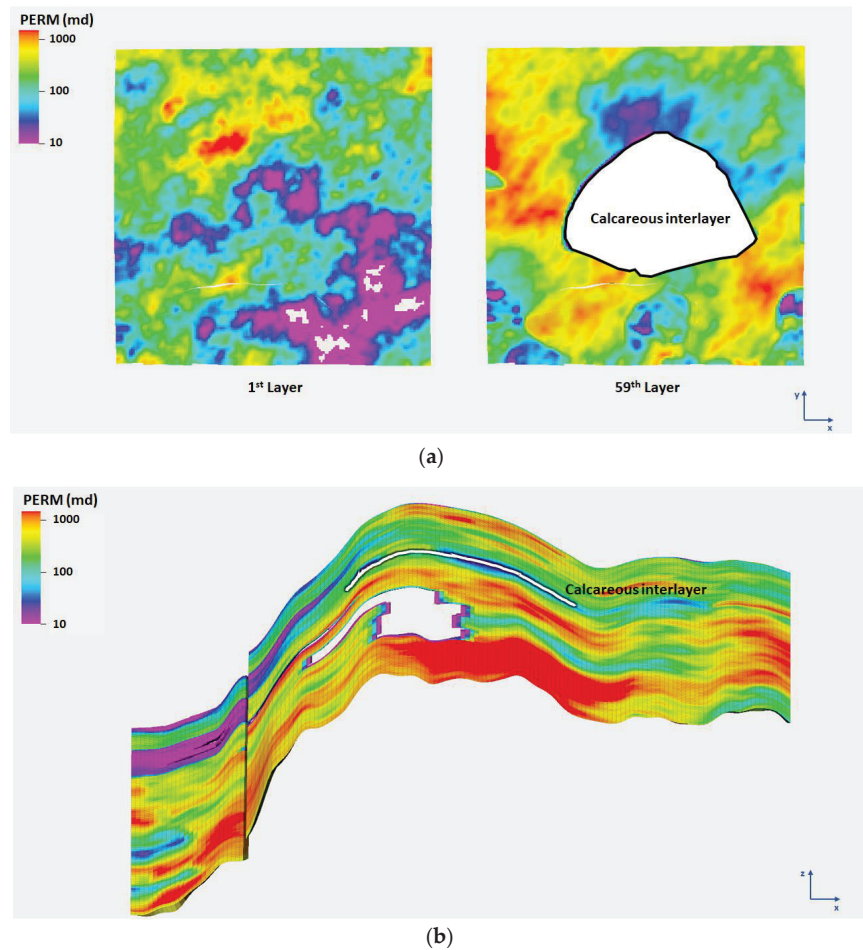 PERM (md)
1000
100
10
Calcareous interlayer
1st Layer
59th Layer
y
x
(a)
PERM (md)
1000
100
10
Calcareous interlayer
z
x
(b)